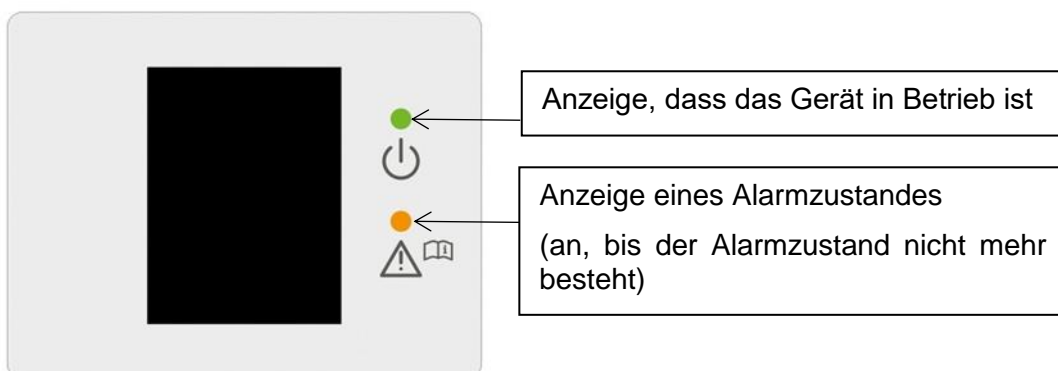 Anzeige, dass das Gerät in Betrieb ist
Anzeige eines Alarmzustandes
(an, bis der Alarmzustand nicht mehr
besteht)